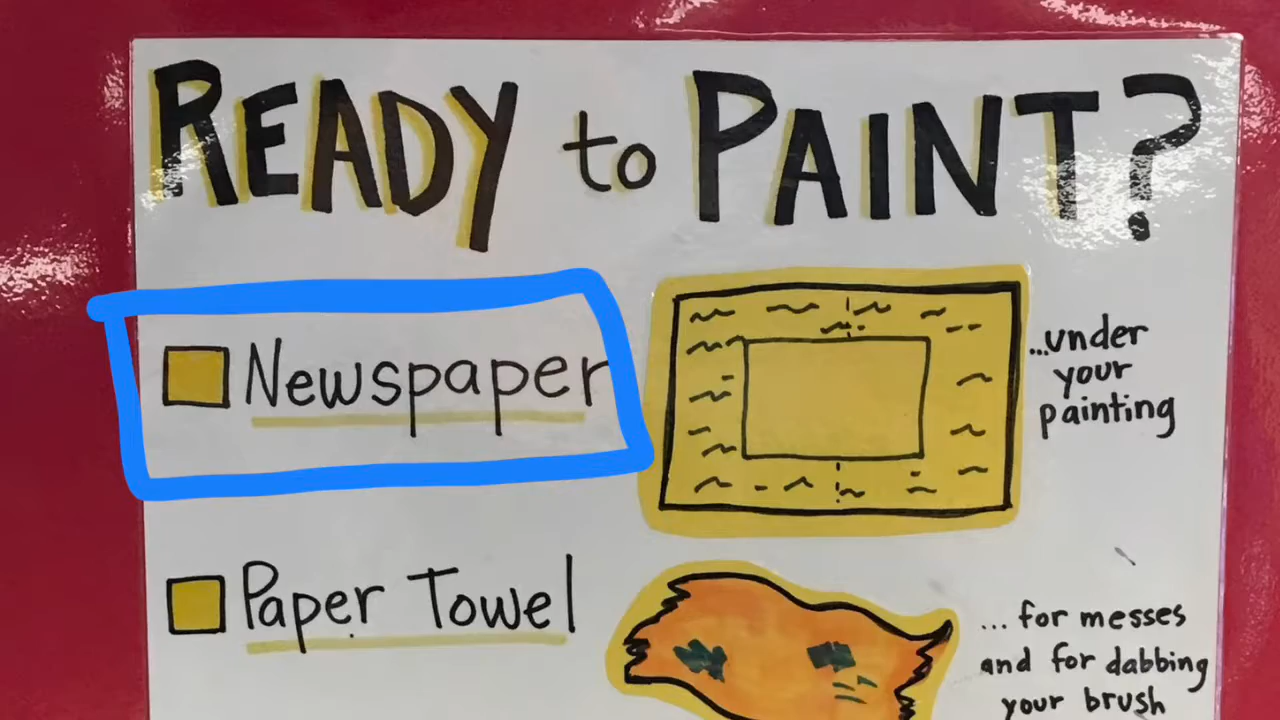 READY to PAINT?
Newspaper
...under
your
painting
Paper Towel
... for messes
and for dabbing
your brush